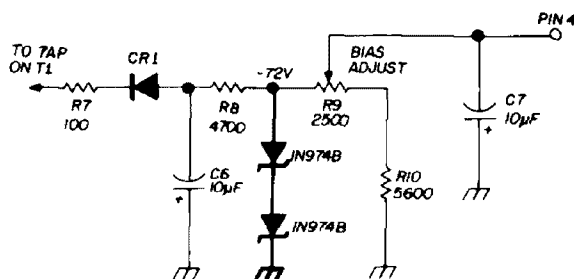 TO 7AP
ON T1
R7
100
CR1
R8
4700
-72V
C6
10µF
+
IN974B
IN974B
BIAS
ADJUST
R9
2500
R10
5600
PIN 4
C7
10µF
+